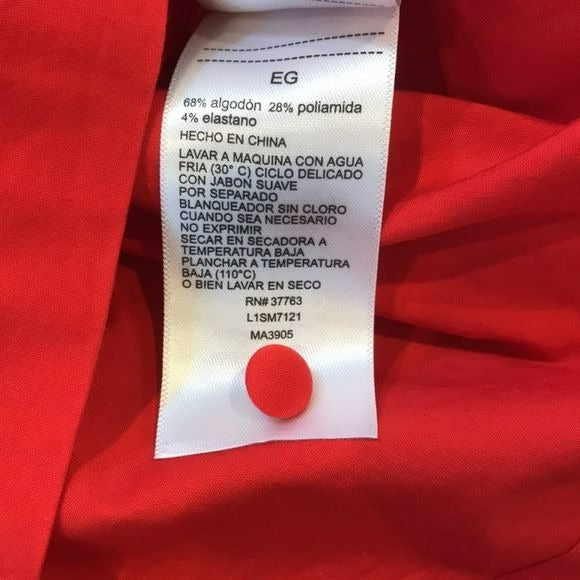 EG
68% algodón 28% poliamida
4% elastano
HECHO EN CHINA
LAVAR A MAQUINA CON AGUA
FRIA (30° C) CICLO DELICADO
CON JABON SUAVE
POR SEPARADO
BLANQUEADOR SIN CLORO
CUANDO SEA NECESARIO
NO EXPRIMIR
SECAR EN SECADORA A
TEMPERATURA BAJA
PLANCHAR A TEMPERATURA
BAJA (110°C)
O BIEN LAVAR EN SECO
RN# 37763
L1SM7121
MA3905